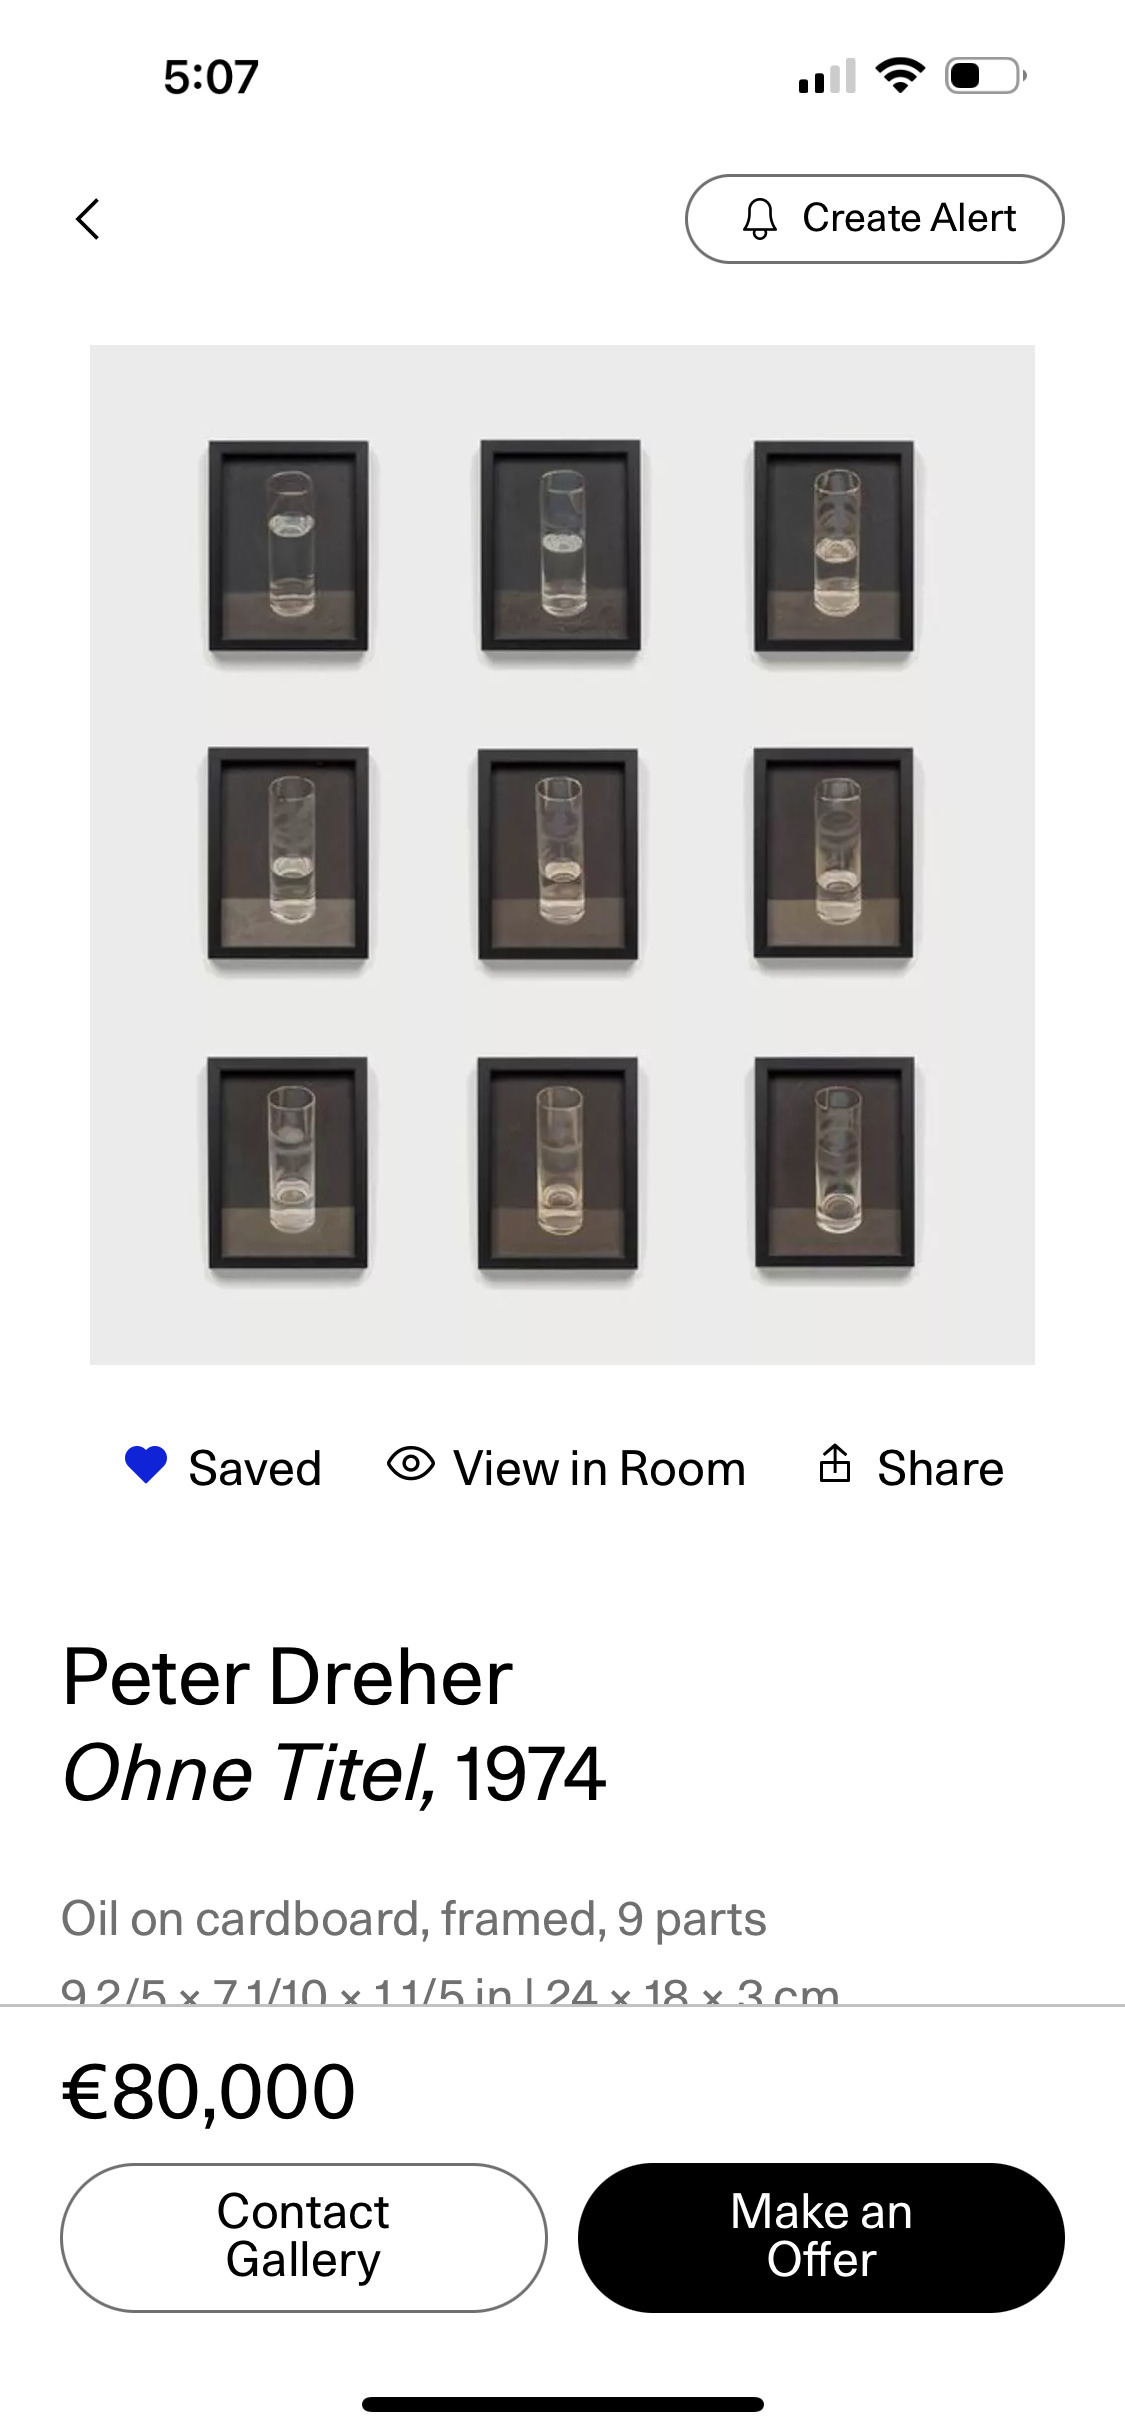 5:07
Create Alert
Saved
View in Room
Share
Peter Dreher
Ohne Titel, 1974
Oil on cardboard, framed, 9 parts
9 2/5 × 7 1/10 × 1 1/5 in | 24 × 18 × 3 cm
€80,000
Contact
Gallery
Make an
Offer